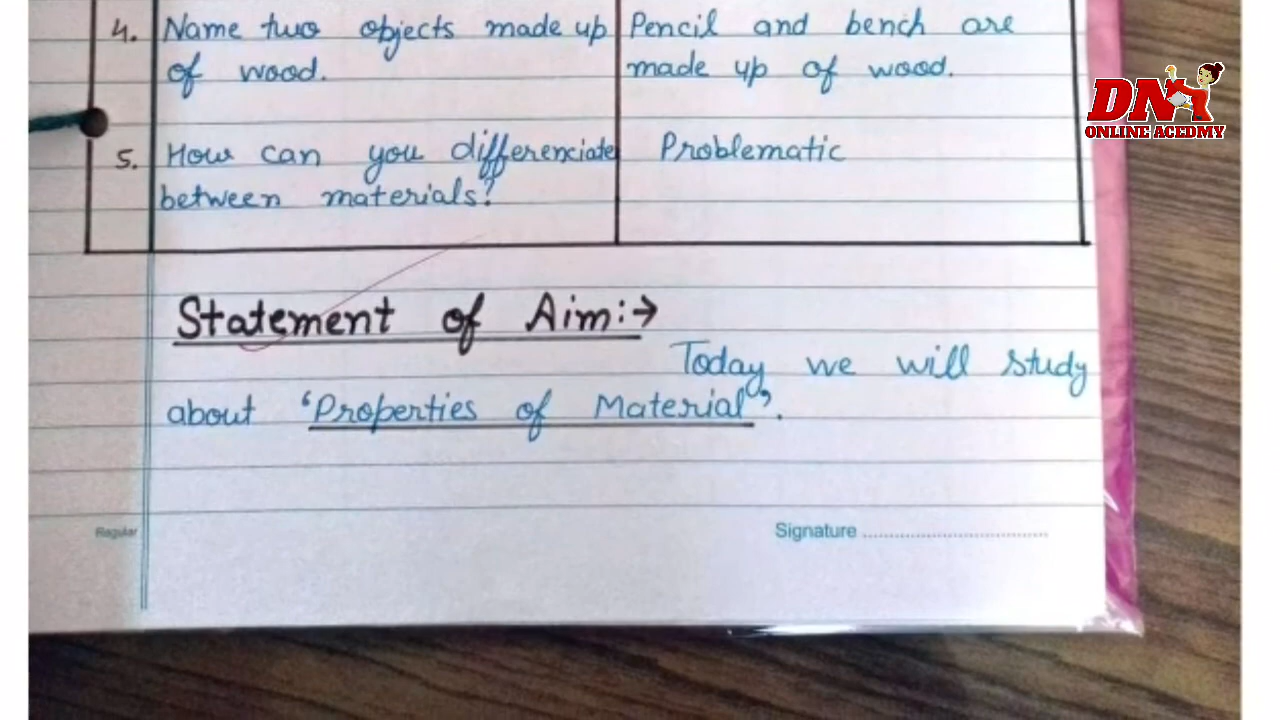 4. Name two objects made up Pencil and bench are
of wood. made up of wood.
5. How can you differenciate Problematic
between materials?
Statement of Aim:→
Today we will study
about ‘Properties of Material’.
Regular
Signature
DNA
ONLINE ACEDMY